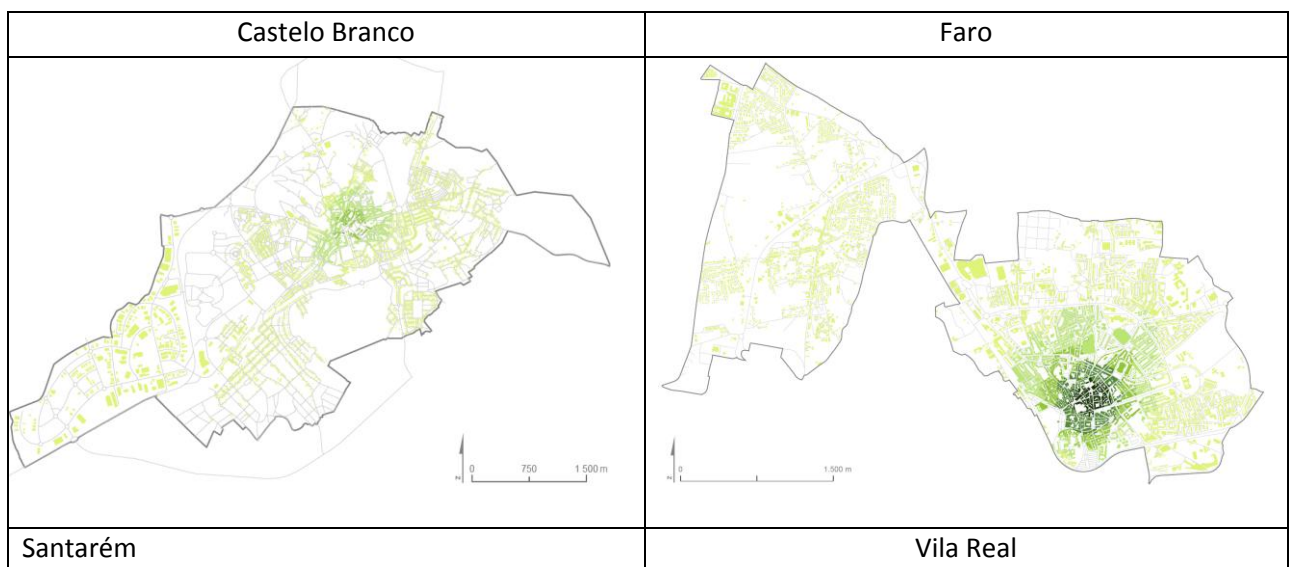 Castelo Branco
Faro
N
0 750 1 500 m
N
0 1.500 m
Santarém
Vila Real